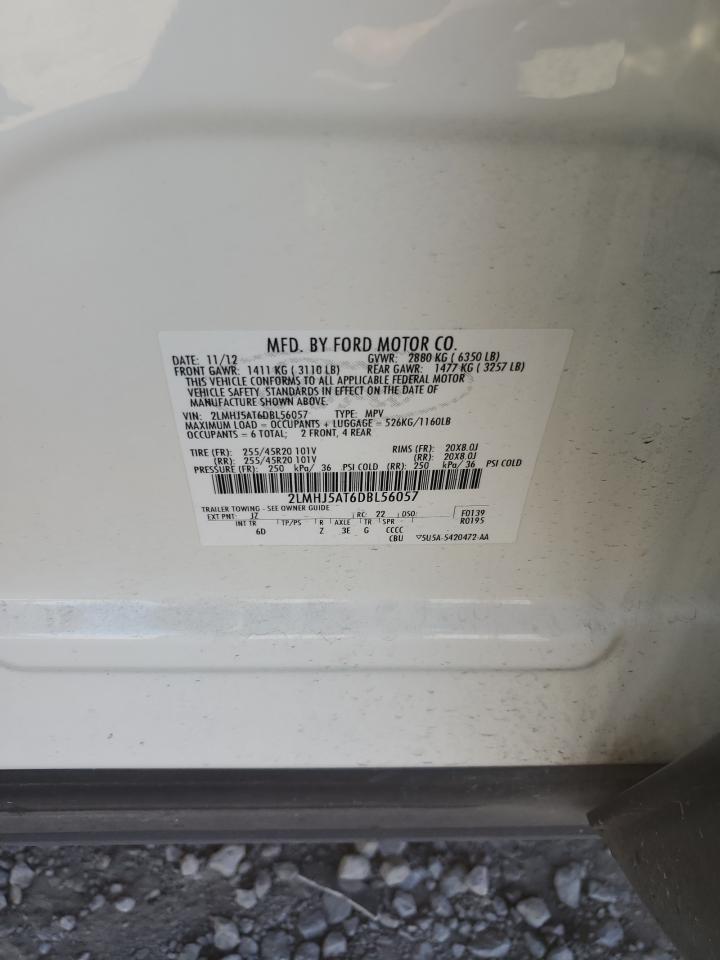 MFD. BY FORD MOTOR CO.
DATE: 11/12 GVWR: 2880 KG ( 6350 LB)
FRONT GAWR: 1411 KG ( 3110 LB) REAR GAWR: 1477 KG ( 3257 LB)
THIS VEHICLE CONFORMS TO ALL APPLICABLE FEDERAL MOTOR
VEHICLE SAFETY STANDARDS IN EFFECT ON THE DATE OF
MANUFACTURE SHOWN ABOVE.
VIN: 2LMHJ5AT6DBL56057 TYPE: MPV
MAXIMUM LOAD = OCCUPANTS + LUGGAGE = 526KG/1160LB
OCCUPANTS = 6 TOTAL; 2 FRONT, 4 REAR
TIRE (FR): 255/45R20 101V RIMS (FR): 20X8.0J
(RR): 255/45R20 101V (RR): 20X8.0J
PRESSURE (FR): 250 kPa/ 36 PSI COLD (RR): 250 kPa/ 36 PSI COLD
2LMHJ5AT6DBL56057
TRAILER TOWING - SEE OWNER GUIDE
EXT PNT: JZ RC: 22 DSO: F0139
INT TR TP/PS R AXLE TR SPR R0195
6D Z 3E G CCCC
CBU ▽5U5A-5420472-AA